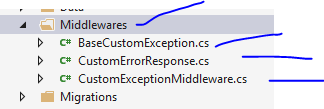 Middlewares
C# BaseCustomException.cs
C# CustomErrorResponse.cs
C# CustomExceptionMiddleware.cs
Migrations